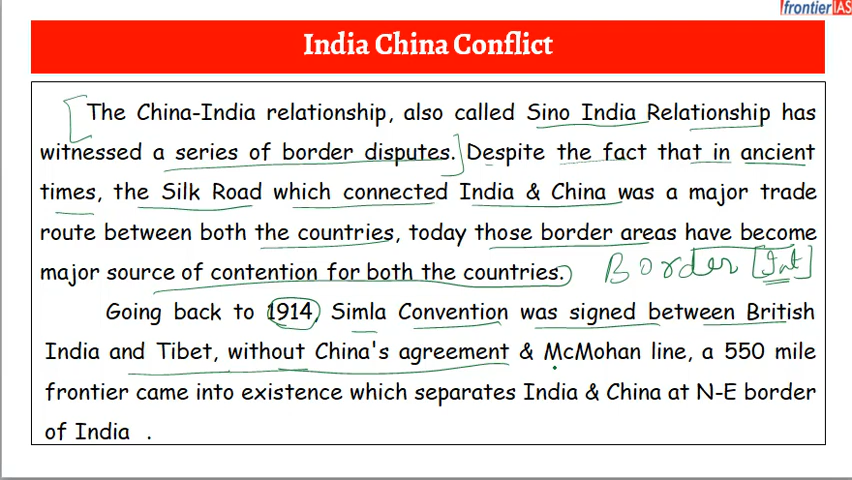 frontier IAS
India China Conflict
The China-India relationship, also called Sino India Relationship has
witnessed a series of border disputes. Despite the fact that in ancient
times, the Silk Road which connected India & China was a major trade
route between both the countries, today those border areas have become
major source of contention for both the countries. Border [Int]
Going back to 1914, Simla Convention was signed between British
India and Tibet, without China's agreement & McMohan line, a 550 mile
frontier came into existence which separates India & China at N-E border
of India .